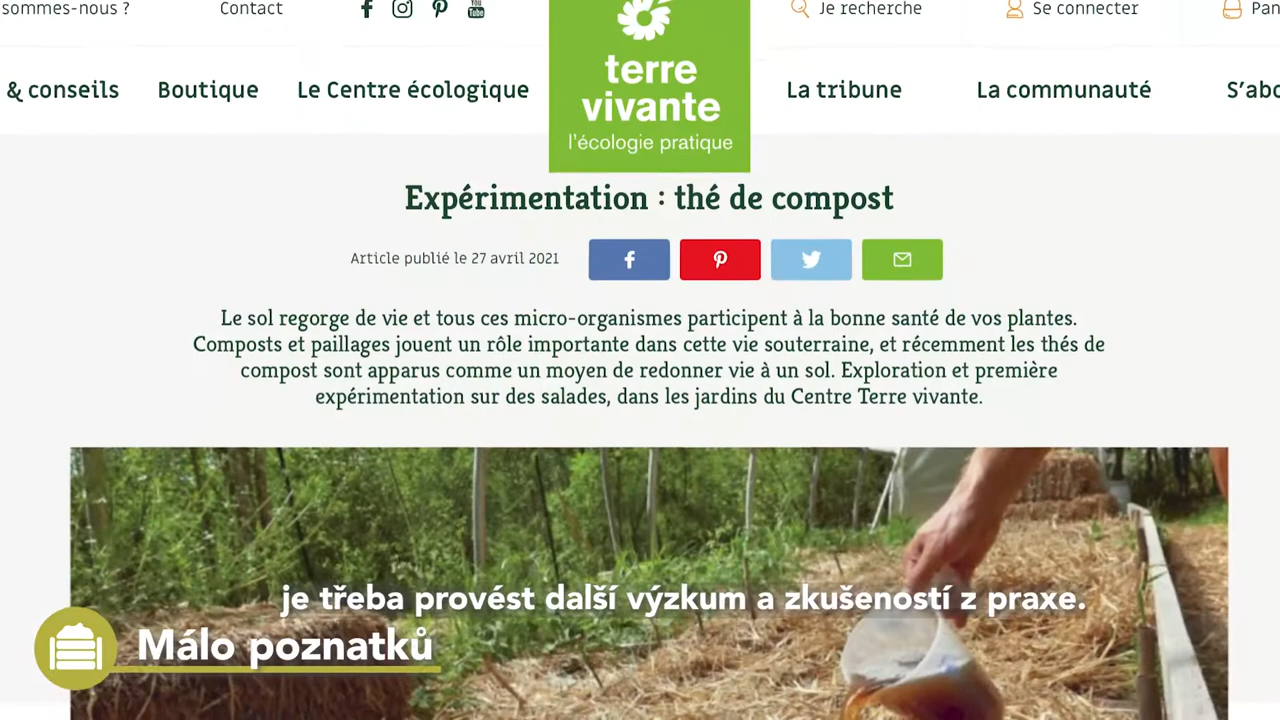 sommes-nous ?
Contact
You
Tube
Je recherche
Se connecter
Pan
& conseils
Boutique
Le Centre écologique
terre
vivante
l'écologie pratique
La tribune
La communauté
S'abo
Expérimentation : thé de compost
Article publié le 27 avril 2021
Le sol regorge de vie et tous ces micro-organismes participent à la bonne santé de vos plantes.
Composts et paillages jouent un rôle importante dans cette vie souterraine, et récemment les thés de
compost sont apparus comme un moyen de redonner vie à un sol. Exploration et première
expérimentation sur des salades, dans les jardins du Centre Terre vivante.
je třeba provést další výzkum a zkušeností z praxe.
Málo poznatků